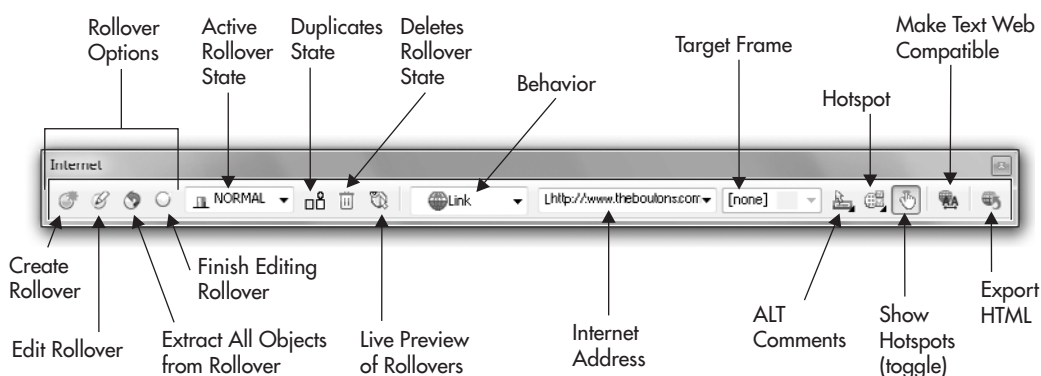 Rollover
Options
Active
Rollover
State
Duplicates
State
Deletes
Rollover
State
Behavior
Target Frame
Hotspot
Make Text Web
Compatible
Internet
NORMAL
Link
Lhttp://www.theboutons.com
[none]
Create
Rollover
Edit Rollover
Finish Editing
Rollover
Extract All Objects
from Rollover
Live Preview
of Rollovers
Internet
Address
ALT
Comments
Show
Hotspots
(toggle)
Export
HTML